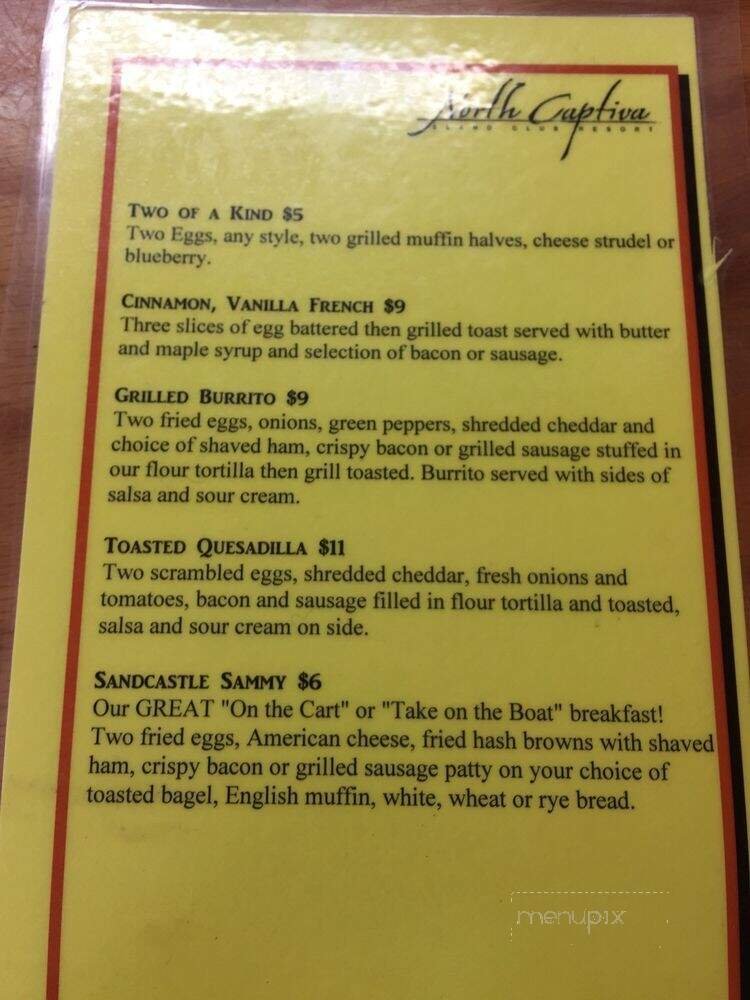 North Captiva
ISLAND CLUB RESORT
TWO OF A KIND $5
Two Eggs, any style, two grilled muffin halves, cheese strudel or
blueberry.
CINNAMON, VANILLA FRENCH $9
Three slices of egg battered then grilled toast served with butter
and maple syrup and selection of bacon or sausage.
GRILLED BURRITO $9
Two fried eggs, onions, green peppers, shredded cheddar and
choice of shaved ham, crispy bacon or grilled sausage stuffed in
our flour tortilla then grill toasted. Burrito served with sides of
salsa and sour cream.
TOASTED QUESADILLA $11
Two scrambled eggs, shredded cheddar, fresh onions and
tomatoes, bacon and sausage filled in flour tortilla and toasted,
salsa and sour cream on side.
SANDCASTLE SAMMY $6
Our GREAT "On the Cart" or "Take on the Boat" breakfast!
Two fried eggs, American cheese, fried hash browns with shaved
ham, crispy bacon or grilled sausage patty on your choice of
toasted bagel, English muffin, white, wheat or rye bread.
menupix